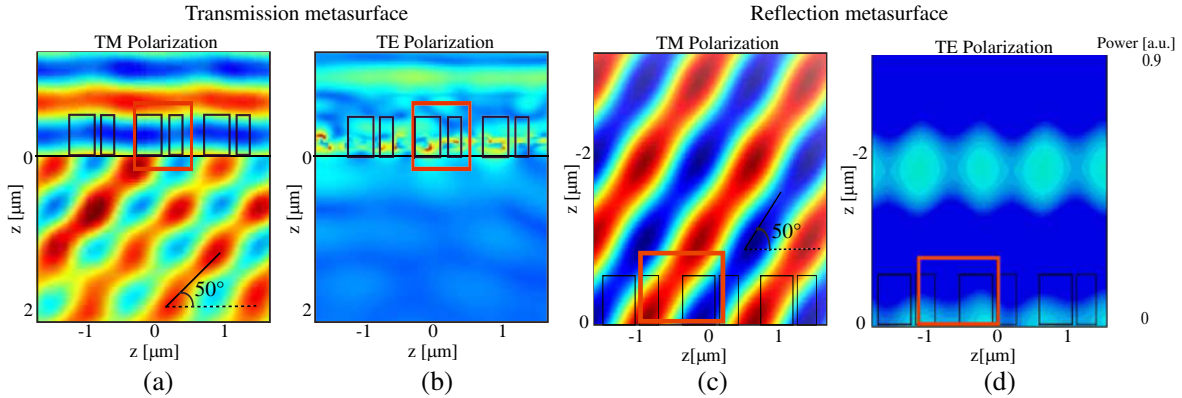 Transmission metasurface
Reflection metasurface
TM Polarization
TE Polarization
TM Polarization
TE Polarization
Power [a.u.]
0.9
0
z [μm]
2
50°
-1
0
1
z [μm]
(a)
0
z [μm]
2
-1
0
1
z [μm]
(b)
-2
z [μm]
0
50°
-1
0
1
z[μm]
(c)
-2
z [μm]
0
-1
0
1
z[μm]
(d)
0